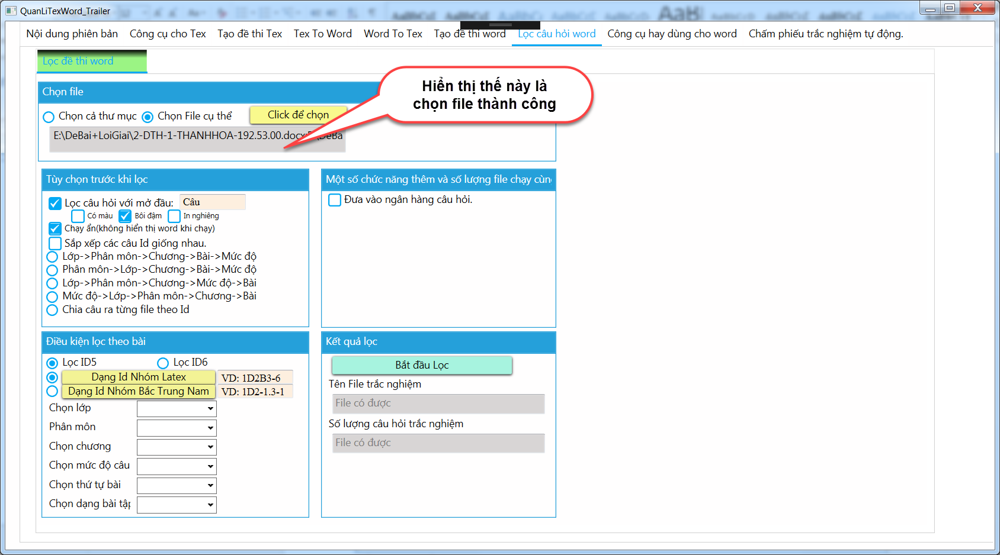 QuanLiTexWord_Trailer
Nội dung phiên bản Công cụ cho Tex Tạo đề thi Tex Tex To Word Word To Tex Tạo đề thi word Lọc câu hỏi word Công cụ hay dùng cho word Chấm phiếu trắc nghiệm tự động.
Lọc đề thi word
Hiển thị thế này là
chọn file thành công
Chọn file
Chọn cả thư mục Chọn File cụ thể Click để chọn
E:\DeBai+LoiGiai\2-DTH-1-THANHHOA-192.53.00.docx
Tùy chọn trước khi lọc
Lọc câu hỏi với mở đầu: Câu
Có màu Bôi đậm In nghiêng
Chạy ẩn(không hiển thị word khi chạy)
Sắp xếp các câu Id giống nhau.
Lớp->Phân môn->Chương->Bài->Mức độ
Phân môn->Lớp->Chương->Bài->Mức độ
Lớp->Phân môn->Chương->Mức độ->Bài
Mức độ->Lớp->Phân môn->Chương->Bài
Chia câu ra từng file theo Id
Một số chức năng thêm và số lượng file chạy cùn
Đưa vào ngân hàng câu hỏi.
Điều kiện lọc theo bài
Lọc ID5 Lọc ID6
Dạng Id Nhóm Latex VD: 1D2B3-6
Dạng Id Nhóm Bắc Trung Nam VD: 1D2-1.3-1
Chọn lớp
Phân môn
Chọn chương
Chọn mức độ câu
Chọn thứ tự bài
Chọn dạng bài tậ
Kết quả lọc
Bắt đầu Lọc
Tên File trắc nghiệm
File có được
Số lượng câu hỏi trắc nghiệm
File có được